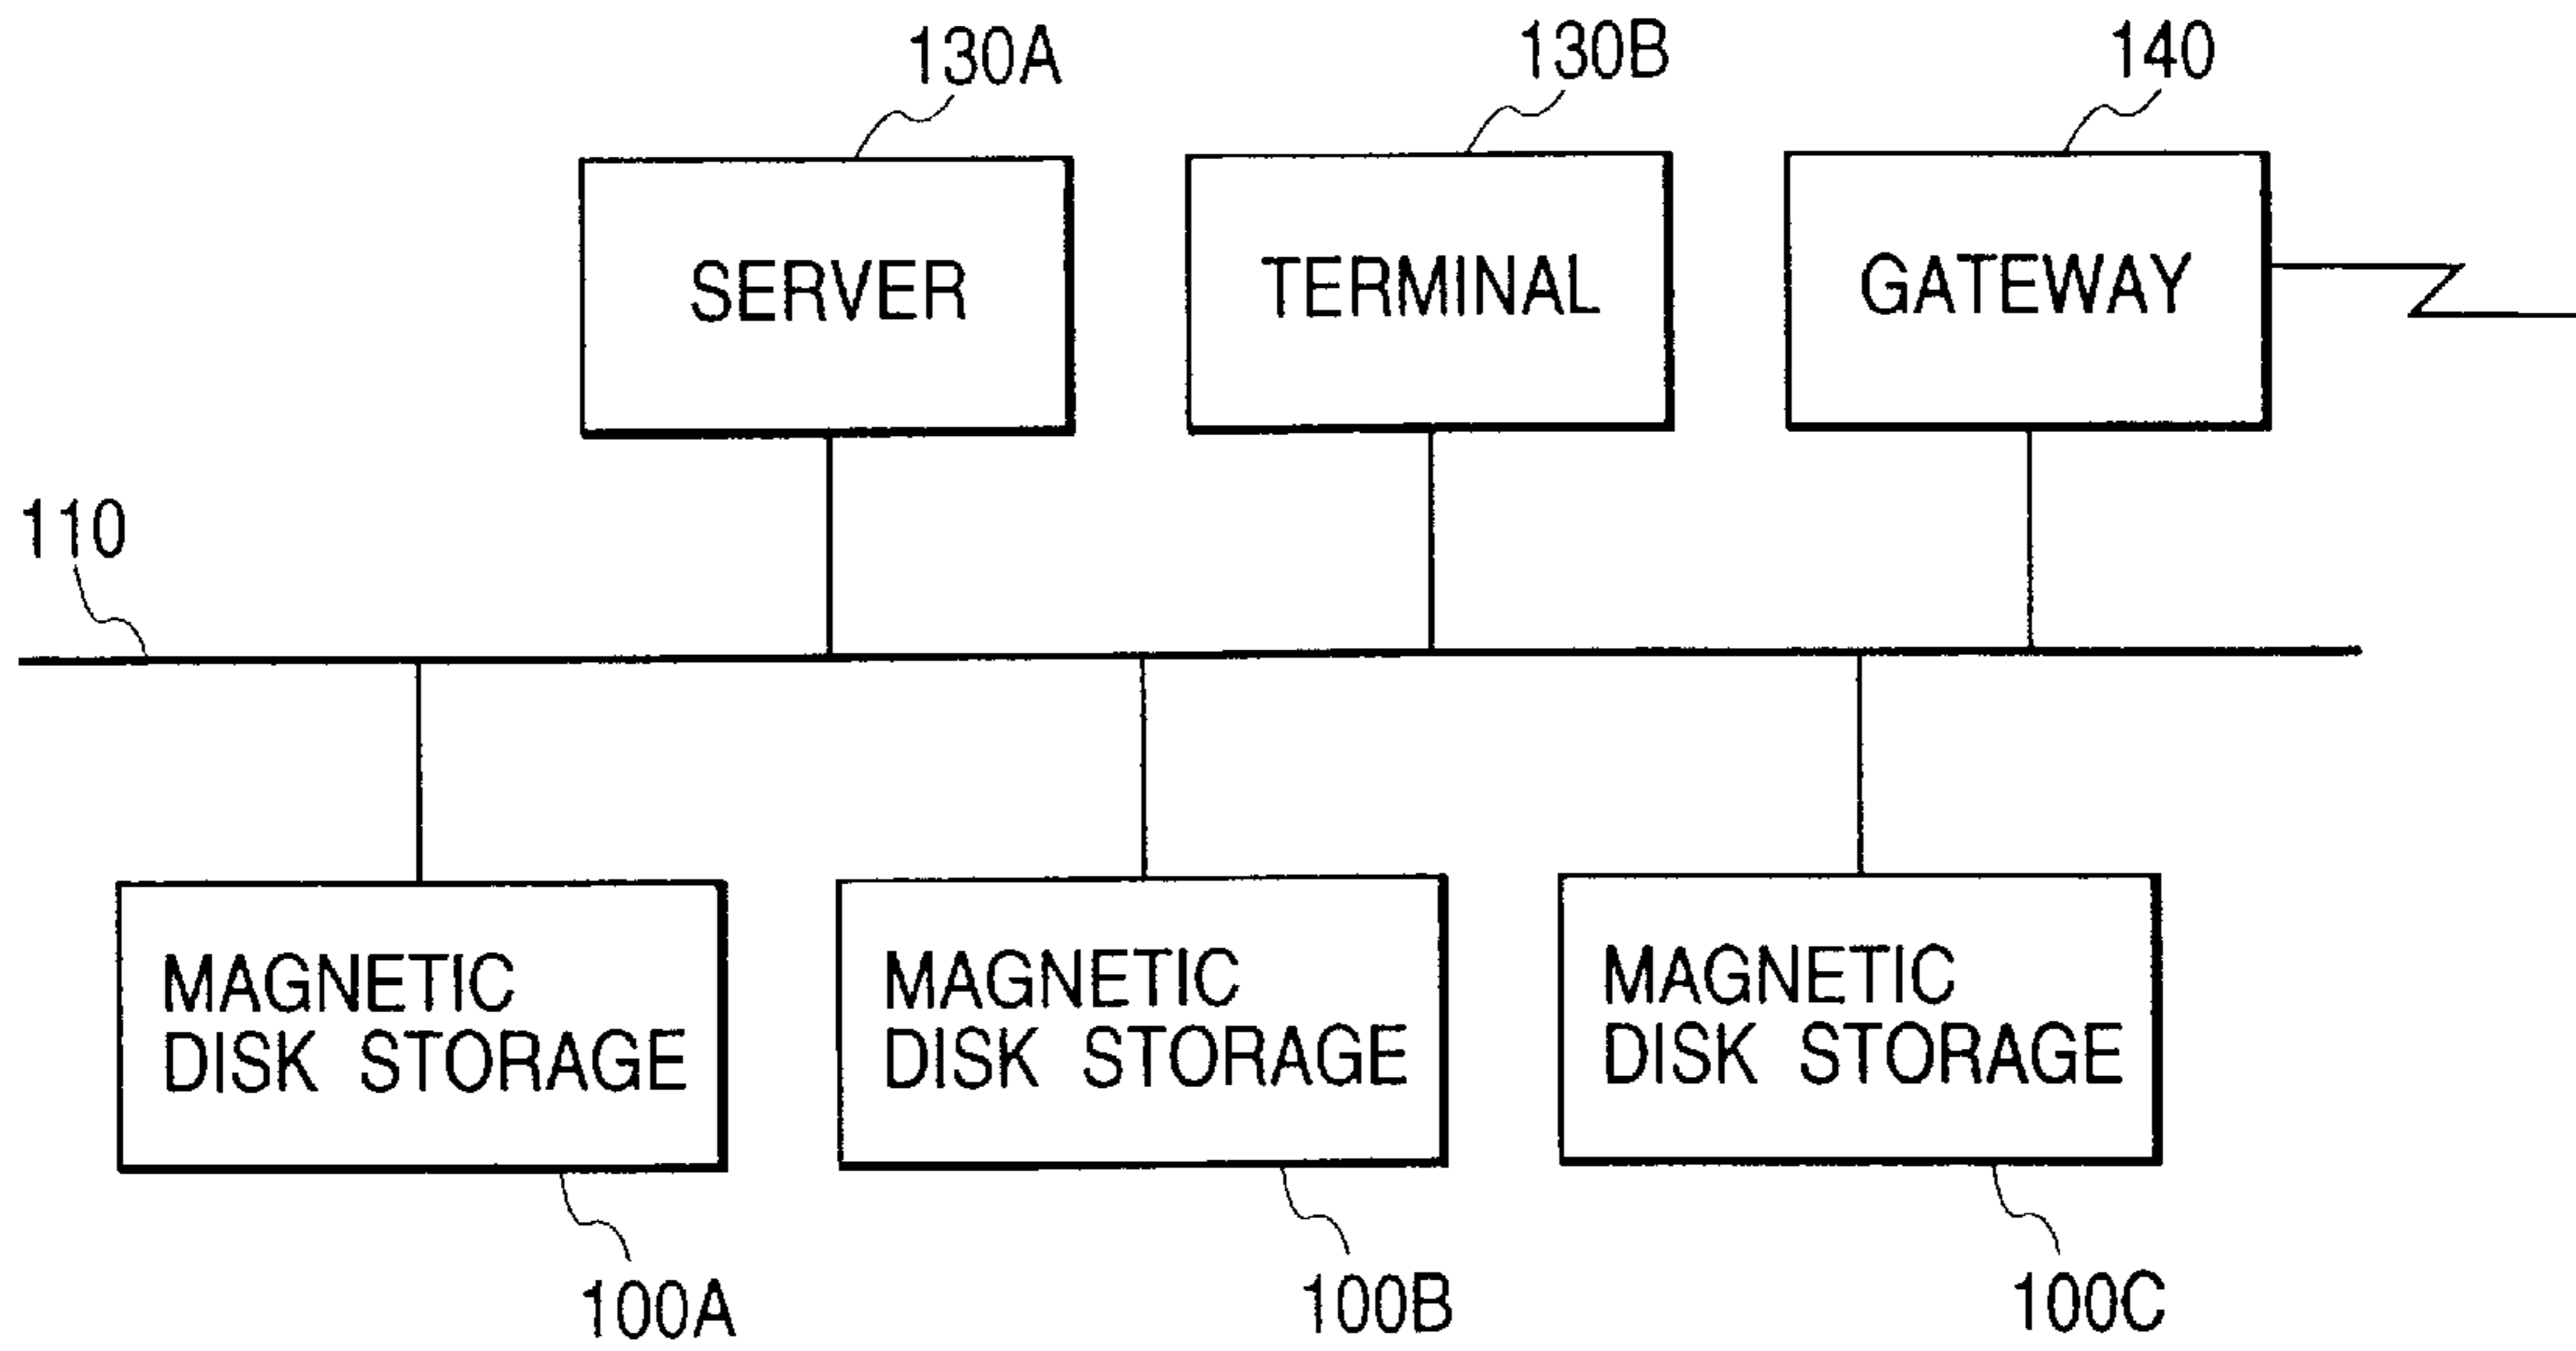 130A
130B
140
SERVER
TERMINAL
GATEWAY
110
MAGNETIC
DISK STORAGE
MAGNETIC
DISK STORAGE
MAGNETIC
DISK STORAGE
100A
100B
100C